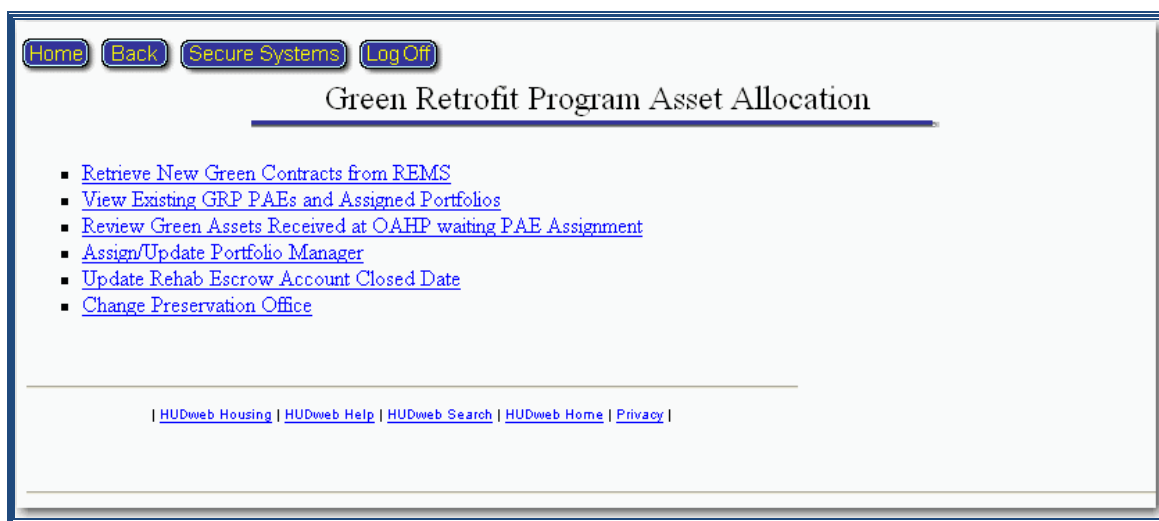 Home Back Secure Systems Log Off
Green Retrofit Program Asset Allocation
Retrieve New Green Contracts from REMS
View Existing GRP PAEs and Assigned Portfolios
Review Green Assets Received at OAHP waiting PAE Assignment
Assign/Update Portfolio Manager
Update Rehab Escrow Account Closed Date
Change Preservation Office
| HUDweb Housing | HUDweb Help | HUDweb Search | HUDweb Home | Privacy |